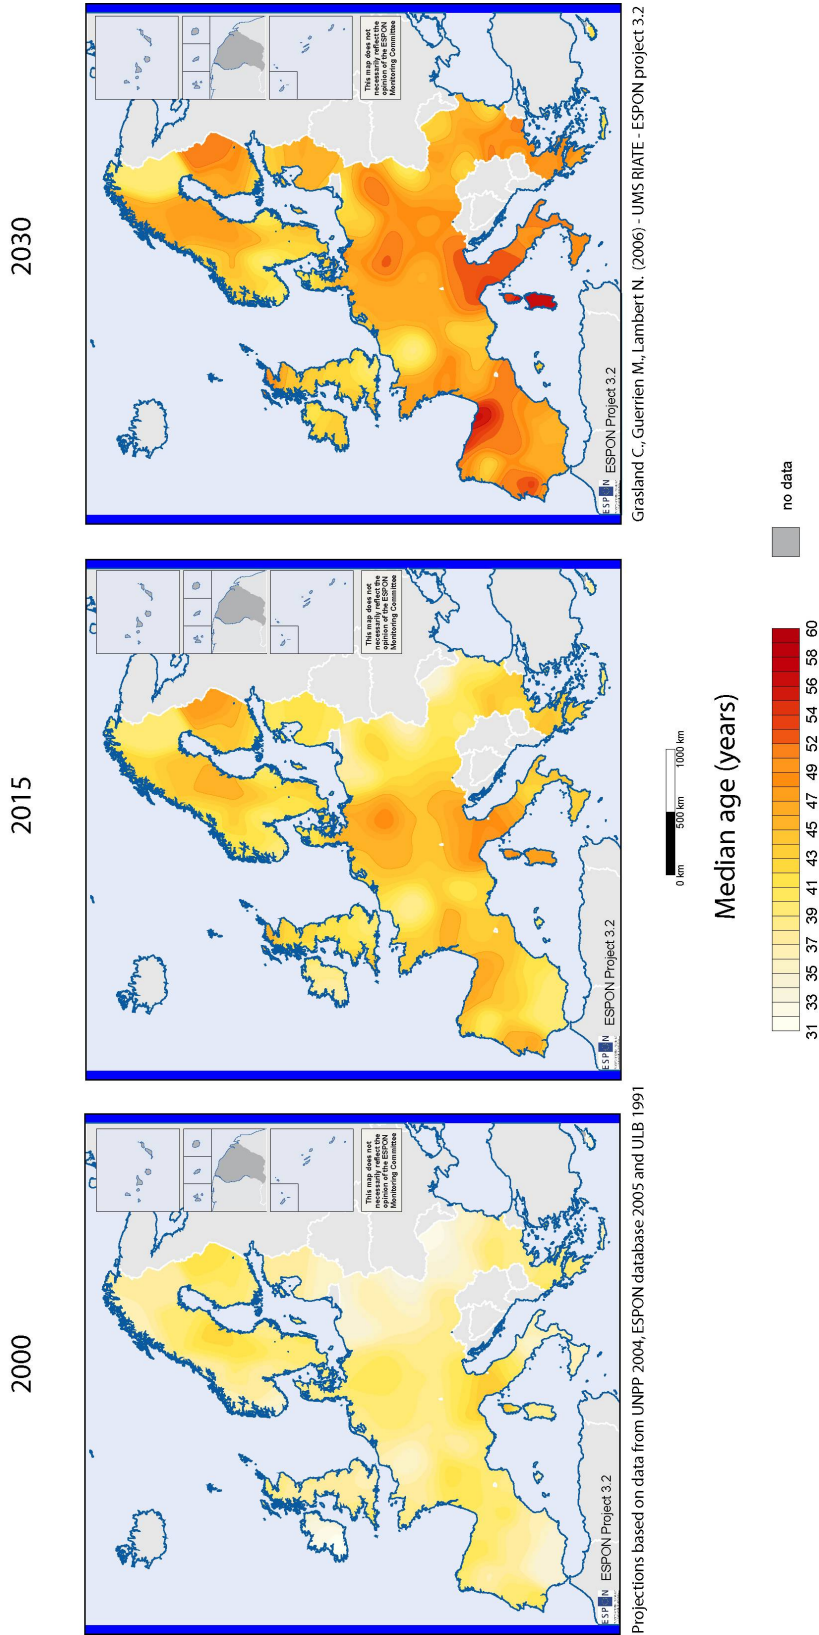 2000
2015
2030
This map does not
necessarily reflect the
opinion of the ESPON
Monitoring Committee
ESPON
ESPON Project 3.2
This map does not
necessarily reflect the
opinion of the ESPON
Monitoring Committee
ESPON
ESPON Project 3.2
This map does not
necessarily reflect the
opinion of the ESPON
Monitoring Committee
ESPON
ESPON Project 3.2
Projections based on data from UNPP 2004, ESPON database 2005 and ULB 1991
Grasland C., Guerrien M., Lambert N. (2006) - UMS RIATE - ESPON project 3.2
0 km 500 km 1000 km
Median age (years)
31 33 35 37 39 41 43 45 47 49 52 54 56 58 60
no data